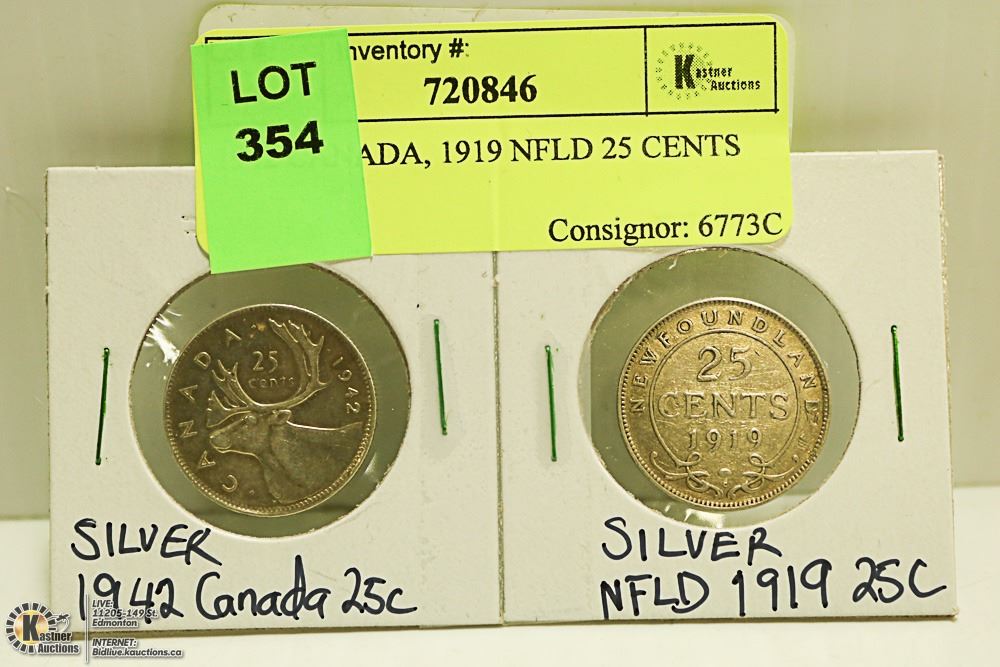 LOT
354
Inventory #:
720846
Kastner
Auctions
ADA, 1919 NFLD 25 CENTS
Consignor: 6773C
CANADA
25
cents
1942
NEWFOUNDLAND
25
CENTS
1919
SILVER
1942 Canada 25c
SILVER
NFLD 1919 25C
Kastner
Auctions
LIVE:
11205-149 St.
Edmonton
INTERNET:
Bidlive.kauctions.ca